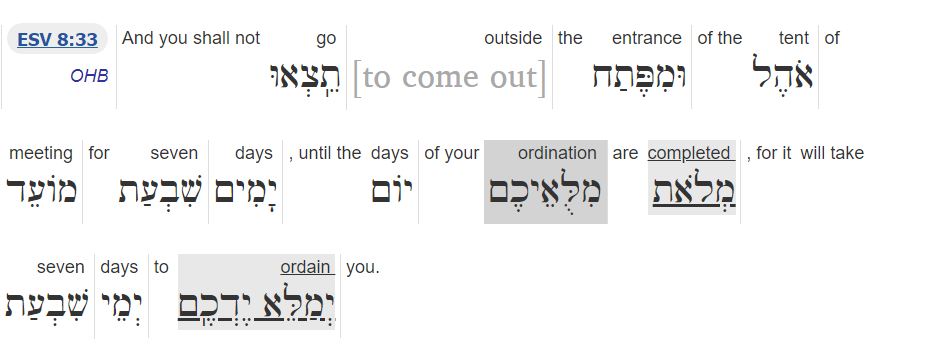 ESV 8:33 And you shall not go outside the entrance of the tent of
OHB תֵֽצְאוּ [to come out] וּמִפֶּתַח אֹהֶל
meeting for seven days , until the days of your ordination are completed , for it will take
מוֹעֵד שִׁבְעַת יָמִים יוֹם מִלֻּאֵיכֶם מְלֹאת
seven days to ordain you.
שִׁבְעַת יְמֵי יְמַלֵּא יֶדְכֶֽם